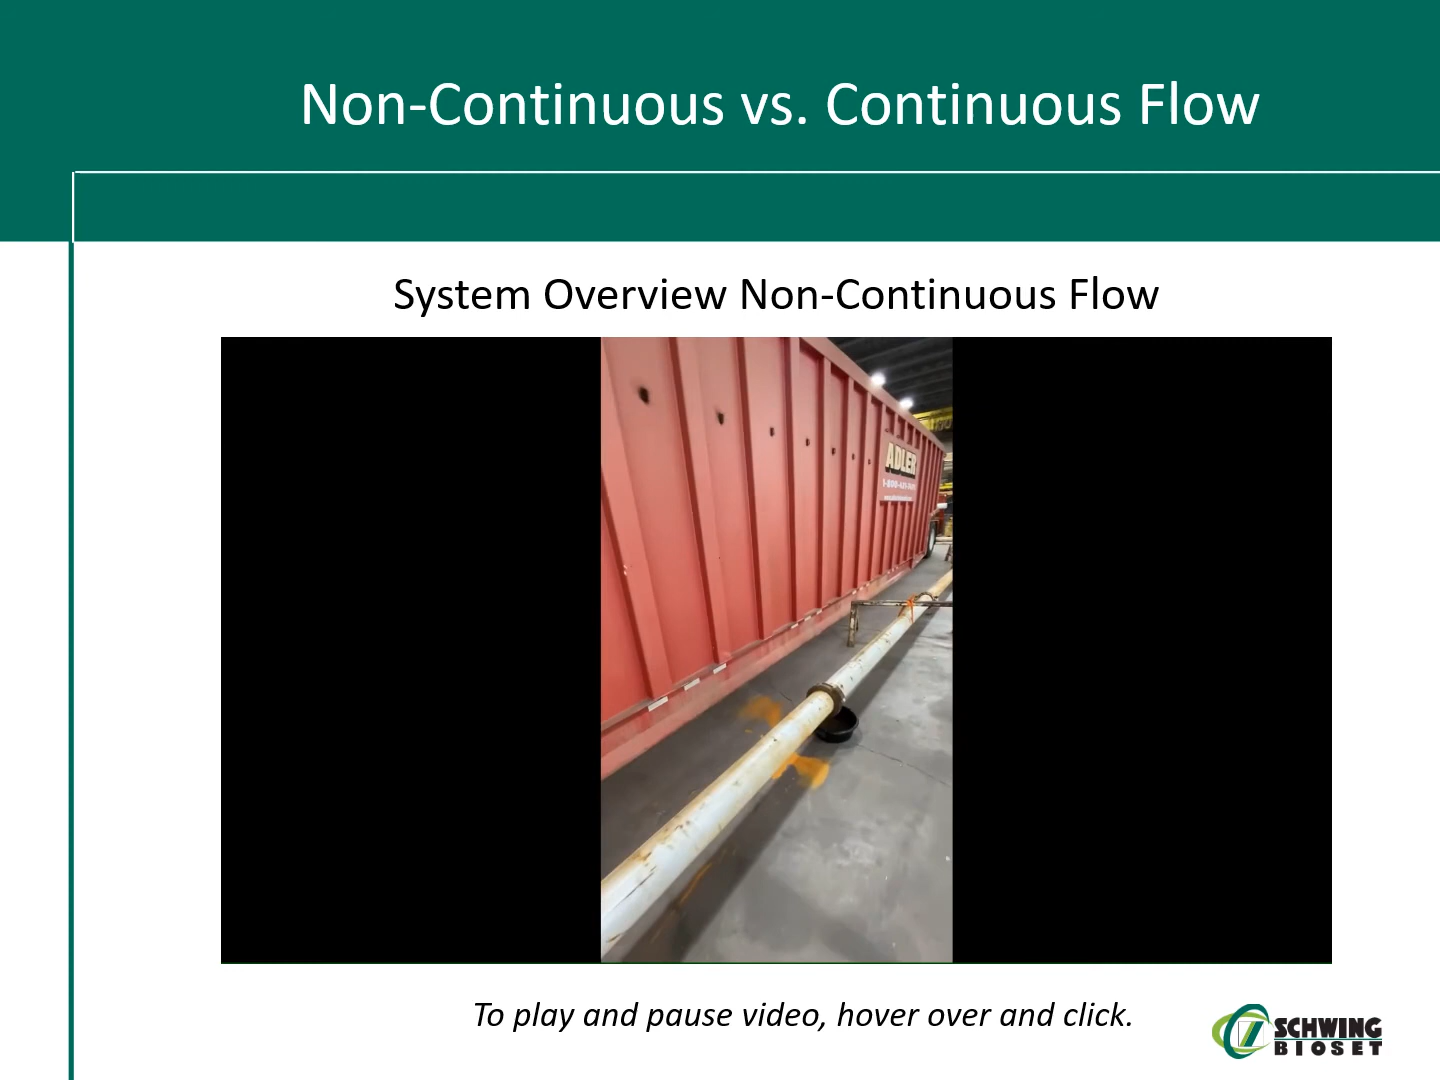 Non-Continuous vs. Continuous Flow
System Overview Non-Continuous Flow
ADLER
To play and pause video, hover over and click.
SCHWING
BIOSET